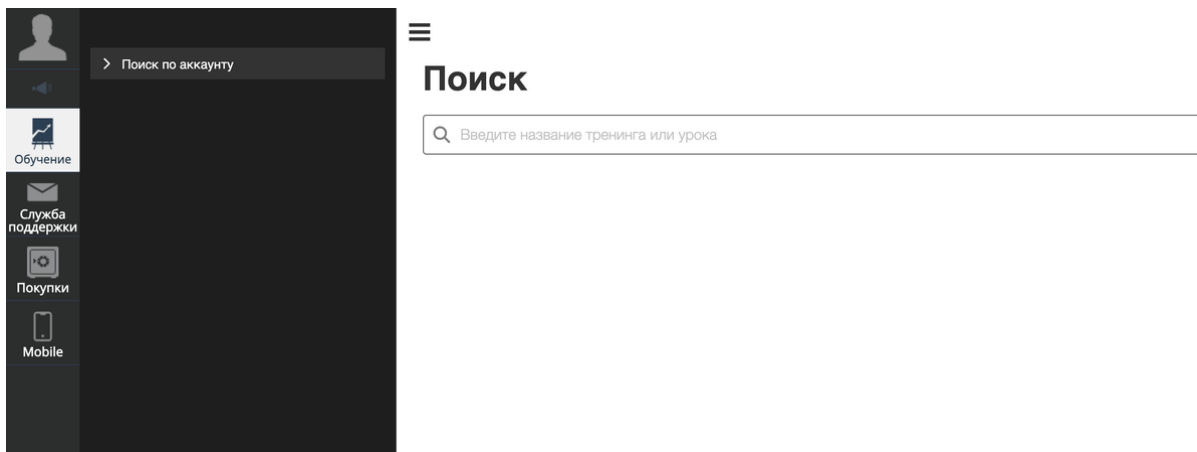 Обучение
Служба
поддержки
Покупки
Mobile
Поиск по аккаунту
Поиск
Введите название тренинга или урока